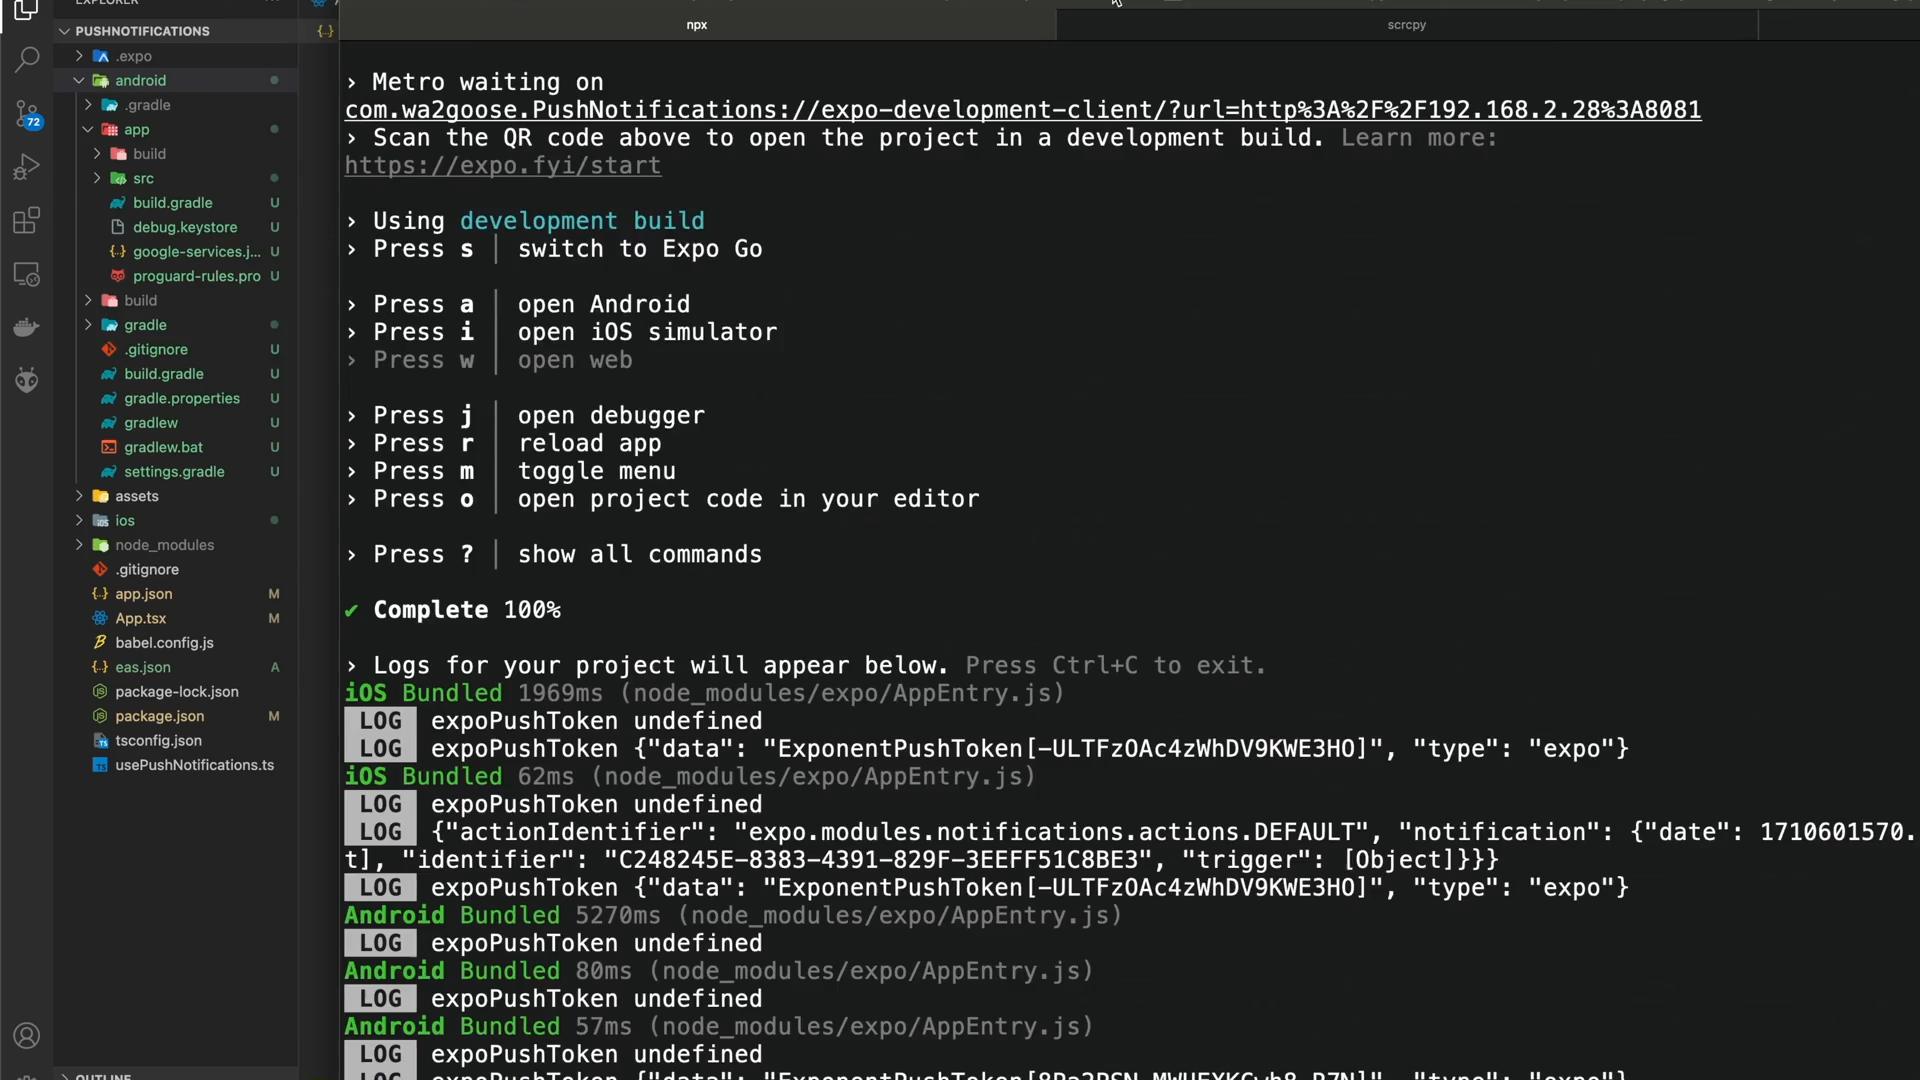 EXPLORER
PUSHNOTIFICATIONS
.expo
android
.gradle
app
build
src
build.gradle U
debug.keystore U
google-services.j... U
proguard-rules.pro U
build
gradle
.gitignore U
build.gradle U
gradle.properties U
gradlew U
gradlew.bat U
settings.gradle U
assets
ios
node_modules
.gitignore
app.json M
App.tsx M
babel.config.js
eas.json A
package-lock.json
package.json M
tsconfig.json
usePushNotifications.ts
OUTLINE
72
npx
scrcpy
› Metro waiting on
com.wa2goose.PushNotifications://expo-development-client/?url=http%3A%2F%2F192.168.2.28%3A8081
› Scan the QR code above to open the project in a development build. Learn more:
https://expo.fyi/start
› Using development build
› Press s │ switch to Expo Go
› Press a │ open Android
› Press i │ open iOS simulator
› Press w │ open web
› Press j │ open debugger
› Press r │ reload app
› Press m │ toggle menu
› Press o │ open project code in your editor
› Press ? │ show all commands
✔ Complete 100%
› Logs for your project will appear below. Press Ctrl+C to exit.
iOS Bundled 1969ms (node_modules/expo/AppEntry.js)
LOG expoPushToken undefined
LOG expoPushToken {"data": "ExponentPushToken[-ULTFzOAc4zWhDV9KWE3HO]", "type": "expo"}
iOS Bundled 62ms (node_modules/expo/AppEntry.js)
LOG expoPushToken undefined
LOG {"actionIdentifier": "expo.modules.notifications.actions.DEFAULT", "notification": {"date": 1710601570.
t], "identifier": "C248245E-8383-4391-829F-3EEFF51C8BE3", "trigger": [Object]}}}
LOG expoPushToken {"data": "ExponentPushToken[-ULTFzOAc4zWhDV9KWE3HO]", "type": "expo"}
Android Bundled 5270ms (node_modules/expo/AppEntry.js)
LOG expoPushToken undefined
Android Bundled 80ms (node_modules/expo/AppEntry.js)
LOG expoPushToken undefined
Android Bundled 57ms (node_modules/expo/AppEntry.js)
LOG expoPushToken undefined
LOG expoPushToken {"data": "type": "expo"}